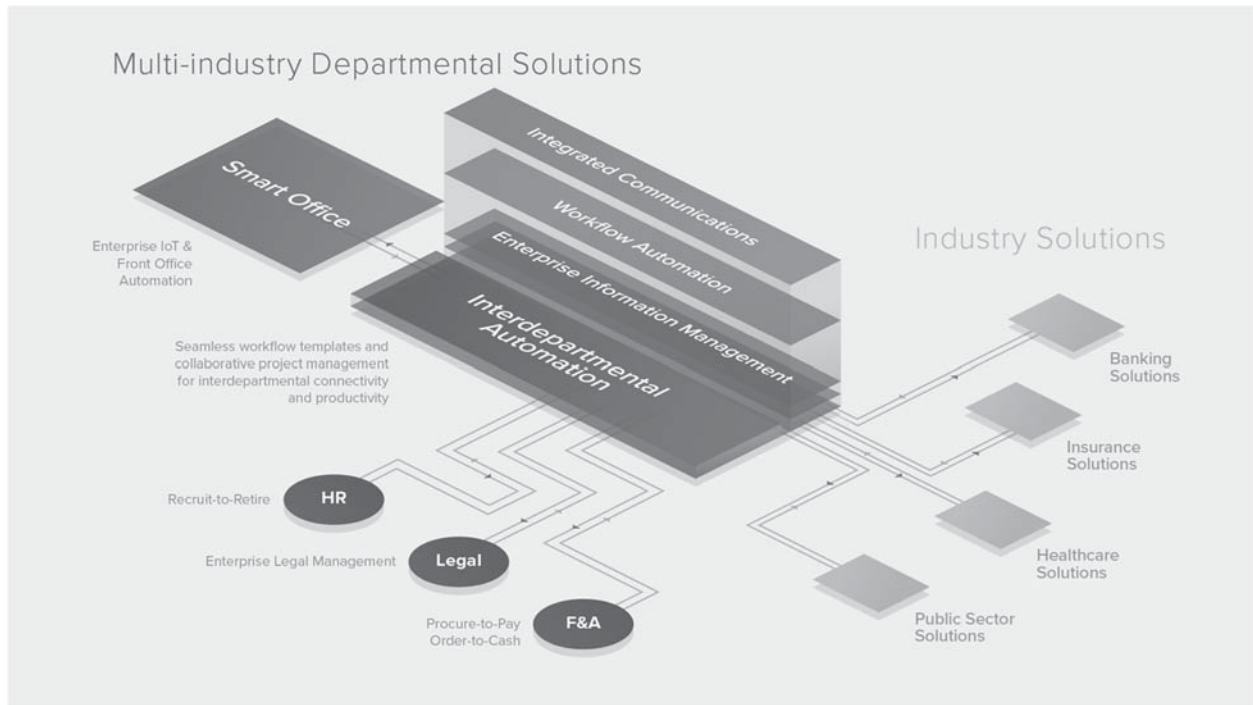 Multi-industry Departmental Solutions
Integrated Communications
Smart Office
Workflow Automation
Enterprise IoT &
Front Office
Automation
Enterprise Information Management
Industry Solutions
Interdepartmental
Automation
Seamless workflow templates and
collaborative project management
for interdepartmental connectivity
and productivity
Banking
Solutions
Insurance
Solutions
Recruit-to-Retire
HR
Healthcare
Solutions
Enterprise Legal Management
Legal
Procure-to-Pay
Order-to-Cash
F&A
Public Sector
Solutions